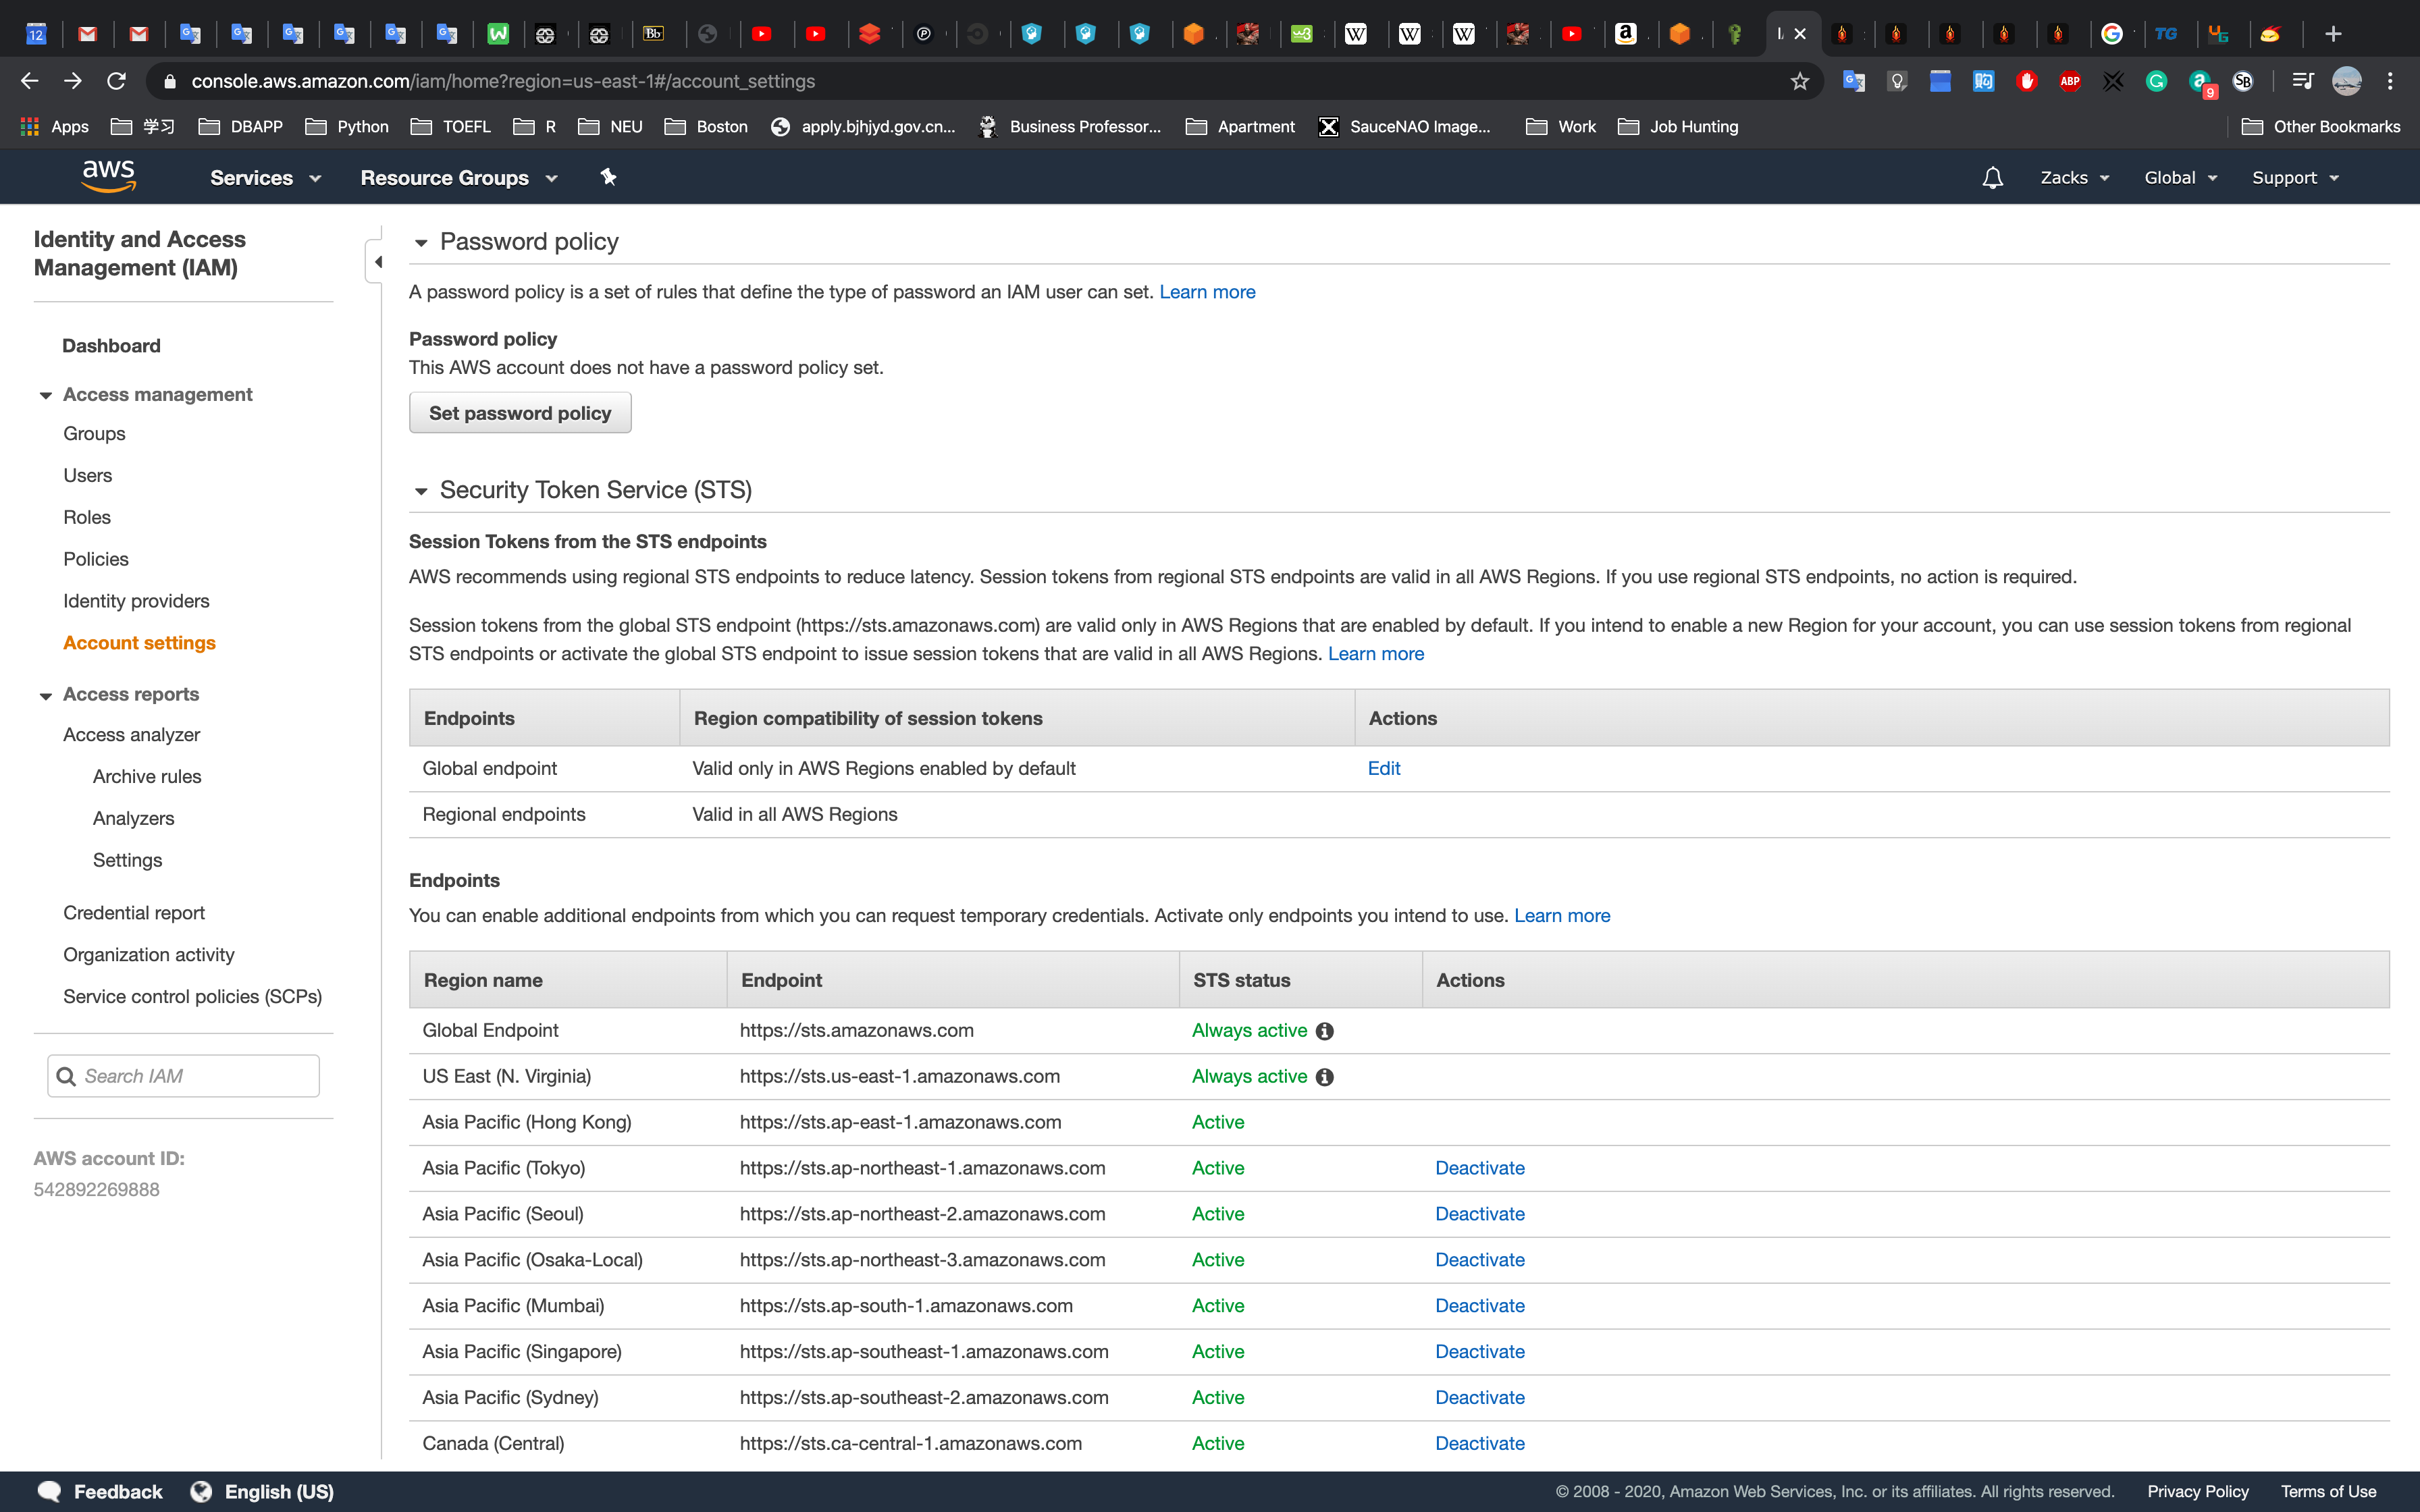 12
Bb
w3
W
W
W
a
TG
console.aws.amazon.com/iam/home?region=us-east-1#/account_settings
ABP
9
SB
Apps
学习
DBAPP
Python
TOEFL
R
NEU
Boston
apply.bjhjyd.gov.cn...
Business Professor...
Apartment
SauceNAO Image...
Work
Job Hunting
Other Bookmarks
aws
Services
Resource Groups
Zacks
Global
Support
Identity and Access
Management (IAM)
Dashboard
Access management
Groups
Users
Roles
Policies
Identity providers
Account settings
Access reports
Access analyzer
Archive rules
Analyzers
Settings
Credential report
Organization activity
Service control policies (SCPs)
Search IAM
AWS account ID:
542892269888
Password policy
A password policy is a set of rules that define the type of password an IAM user can set. Learn more
Password policy
This AWS account does not have a password policy set.
Set password policy
Security Token Service (STS)
Session Tokens from the STS endpoints
AWS recommends using regional STS endpoints to reduce latency. Session tokens from regional STS endpoints are valid in all AWS Regions. If you use regional STS endpoints, no action is required.
Session tokens from the global STS endpoint (https://sts.amazonaws.com) are valid only in AWS Regions that are enabled by default. If you intend to enable a new Region for your account, you can use session tokens from regional
STS endpoints or activate the global STS endpoint to issue session tokens that are valid in all AWS Regions. Learn more
Endpoints Region compatibility of session tokens Actions
Global endpoint Valid only in AWS Regions enabled by default Edit
Regional endpoints Valid in all AWS Regions
Endpoints
You can enable additional endpoints from which you can request temporary credentials. Activate only endpoints you intend to use. Learn more
Region name Endpoint STS status Actions
Global Endpoint https://sts.amazonaws.com Always active
US East (N. Virginia) https://sts.us-east-1.amazonaws.com Always active
Asia Pacific (Hong Kong) https://sts.ap-east-1.amazonaws.com Active
Asia Pacific (Tokyo) https://sts.ap-northeast-1.amazonaws.com Active Deactivate
Asia Pacific (Seoul) https://sts.ap-northeast-2.amazonaws.com Active Deactivate
Asia Pacific (Osaka-Local) https://sts.ap-northeast-3.amazonaws.com Active Deactivate
Asia Pacific (Mumbai) https://sts.ap-south-1.amazonaws.com Active Deactivate
Asia Pacific (Singapore) https://sts.ap-southeast-1.amazonaws.com Active Deactivate
Asia Pacific (Sydney) https://sts.ap-southeast-2.amazonaws.com Active Deactivate
Canada (Central) https://sts.ca-central-1.amazonaws.com Active Deactivate
Feedback
English (US)
© 2008 - 2020, Amazon Web Services, Inc. or its affiliates. All rights reserved.
Privacy Policy
Terms of Use